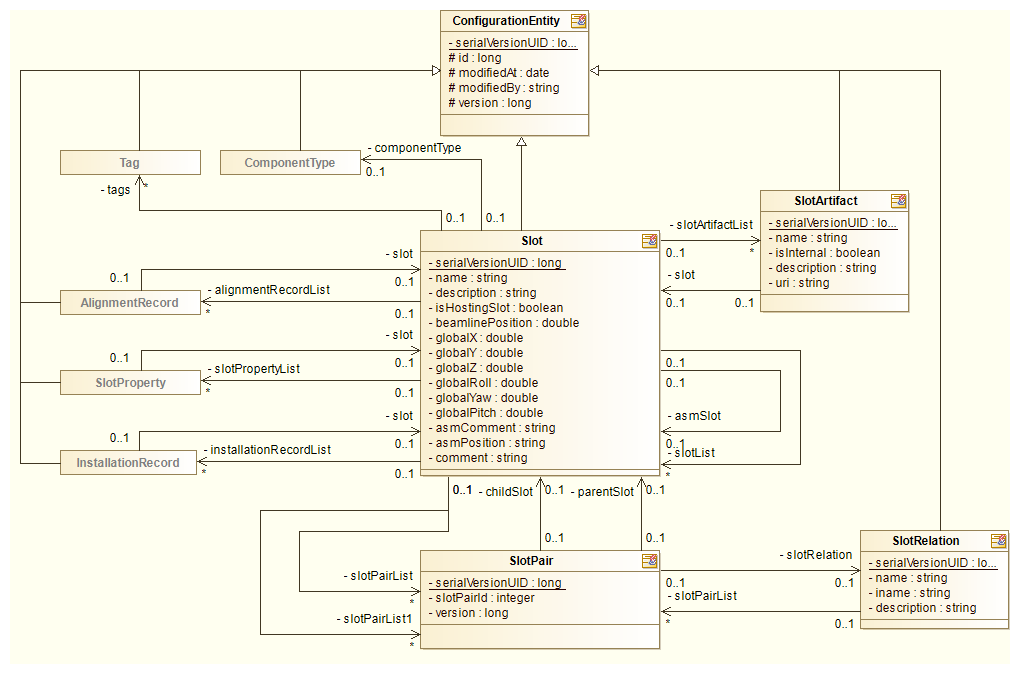 ConfigurationEntity
- serialVersionUID : lo...
# id : long
# modifiedAt : date
# modifiedBy : string
# version : long
Tag
ComponentType
- componentType
0..1
- tags
*
0..1
0..1
SlotArtifact
- serialVersionUID : lo...
- name : string
- isInternal : boolean
- description : string
- uri : string
- slotArtifactList
0..1
*
- slot
0..1
0..1
Slot
- serialVersionUID : long
- name : string
- description : string
- isHostingSlot : boolean
- beamlinePosition : double
- globalX : double
- globalY : double
- globalZ : double
- globalRoll : double
- globalYaw : double
- globalPitch : double
- asmComment : string
- asmPosition : string
- comment : string
- slot
0..1
0..1
AlignmentRecord
- alignmentRecordList
*
0..1
- slot
0..1
0..1
SlotProperty
- slotPropertyList
*
0..1
- slot
0..1
0..1
InstallationRecord
- installationRecordList
*
0..1
0..1
0..1
- asmSlot
0..1
- slotList
*
0..1
- childSlot
0..1
- parentSlot
0..1
0..1
0..1
- slotPairList
*
- slotPairList1
*
SlotPair
- serialVersionUID : long
- slotPairId : integer
- version : long
- slotRelation
0..1
0..1
- slotPairList
*
0..1
SlotRelation
- serialVersionUID : lo...
- name : string
- iname : string
- description : string